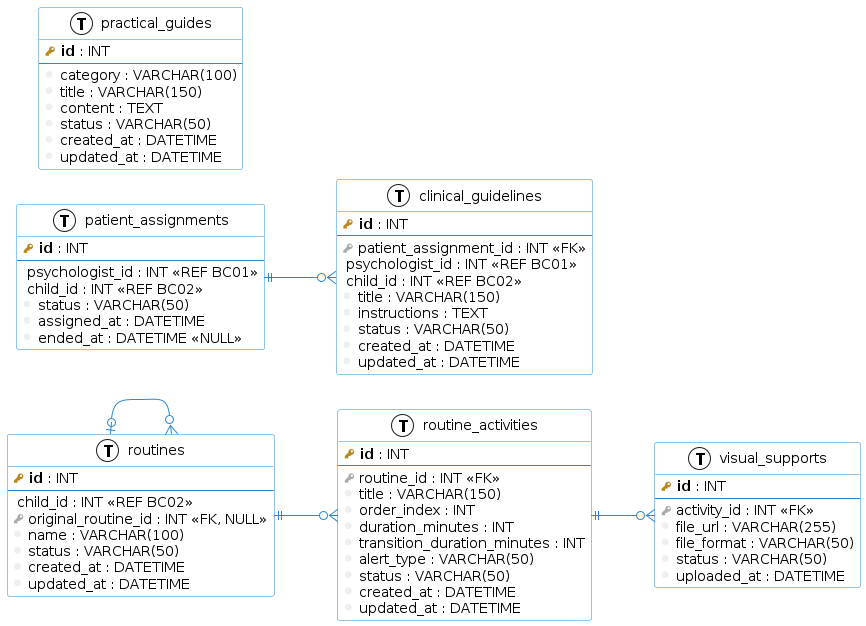 T practical_guides
id : INT
category : VARCHAR(100)
title : VARCHAR(150)
content : TEXT
status : VARCHAR(50)
created_at : DATETIME
updated_at : DATETIME
T patient_assignments
id : INT
psychologist_id : INT «REF BC01»
child_id : INT «REF BC02»
status : VARCHAR(50)
assigned_at : DATETIME
ended_at : DATETIME «NULL»
T clinical_guidelines
id : INT
patient_assignment_id : INT «FK»
psychologist_id : INT «REF BC01»
child_id : INT «REF BC02»
title : VARCHAR(150)
instructions : TEXT
status : VARCHAR(50)
created_at : DATETIME
updated_at : DATETIME
T routines
id : INT
child_id : INT «REF BC02»
original_routine_id : INT «FK, NULL»
name : VARCHAR(100)
status : VARCHAR(50)
created_at : DATETIME
updated_at : DATETIME
T routine_activities
id : INT
routine_id : INT «FK»
title : VARCHAR(150)
order_index : INT
duration_minutes : INT
transition_duration_minutes : INT
alert_type : VARCHAR(50)
status : VARCHAR(50)
created_at : DATETIME
updated_at : DATETIME
T visual_supports
id : INT
activity_id : INT «FK»
file_url : VARCHAR(255)
file_format : VARCHAR(50)
status : VARCHAR(50)
uploaded_at : DATETIME